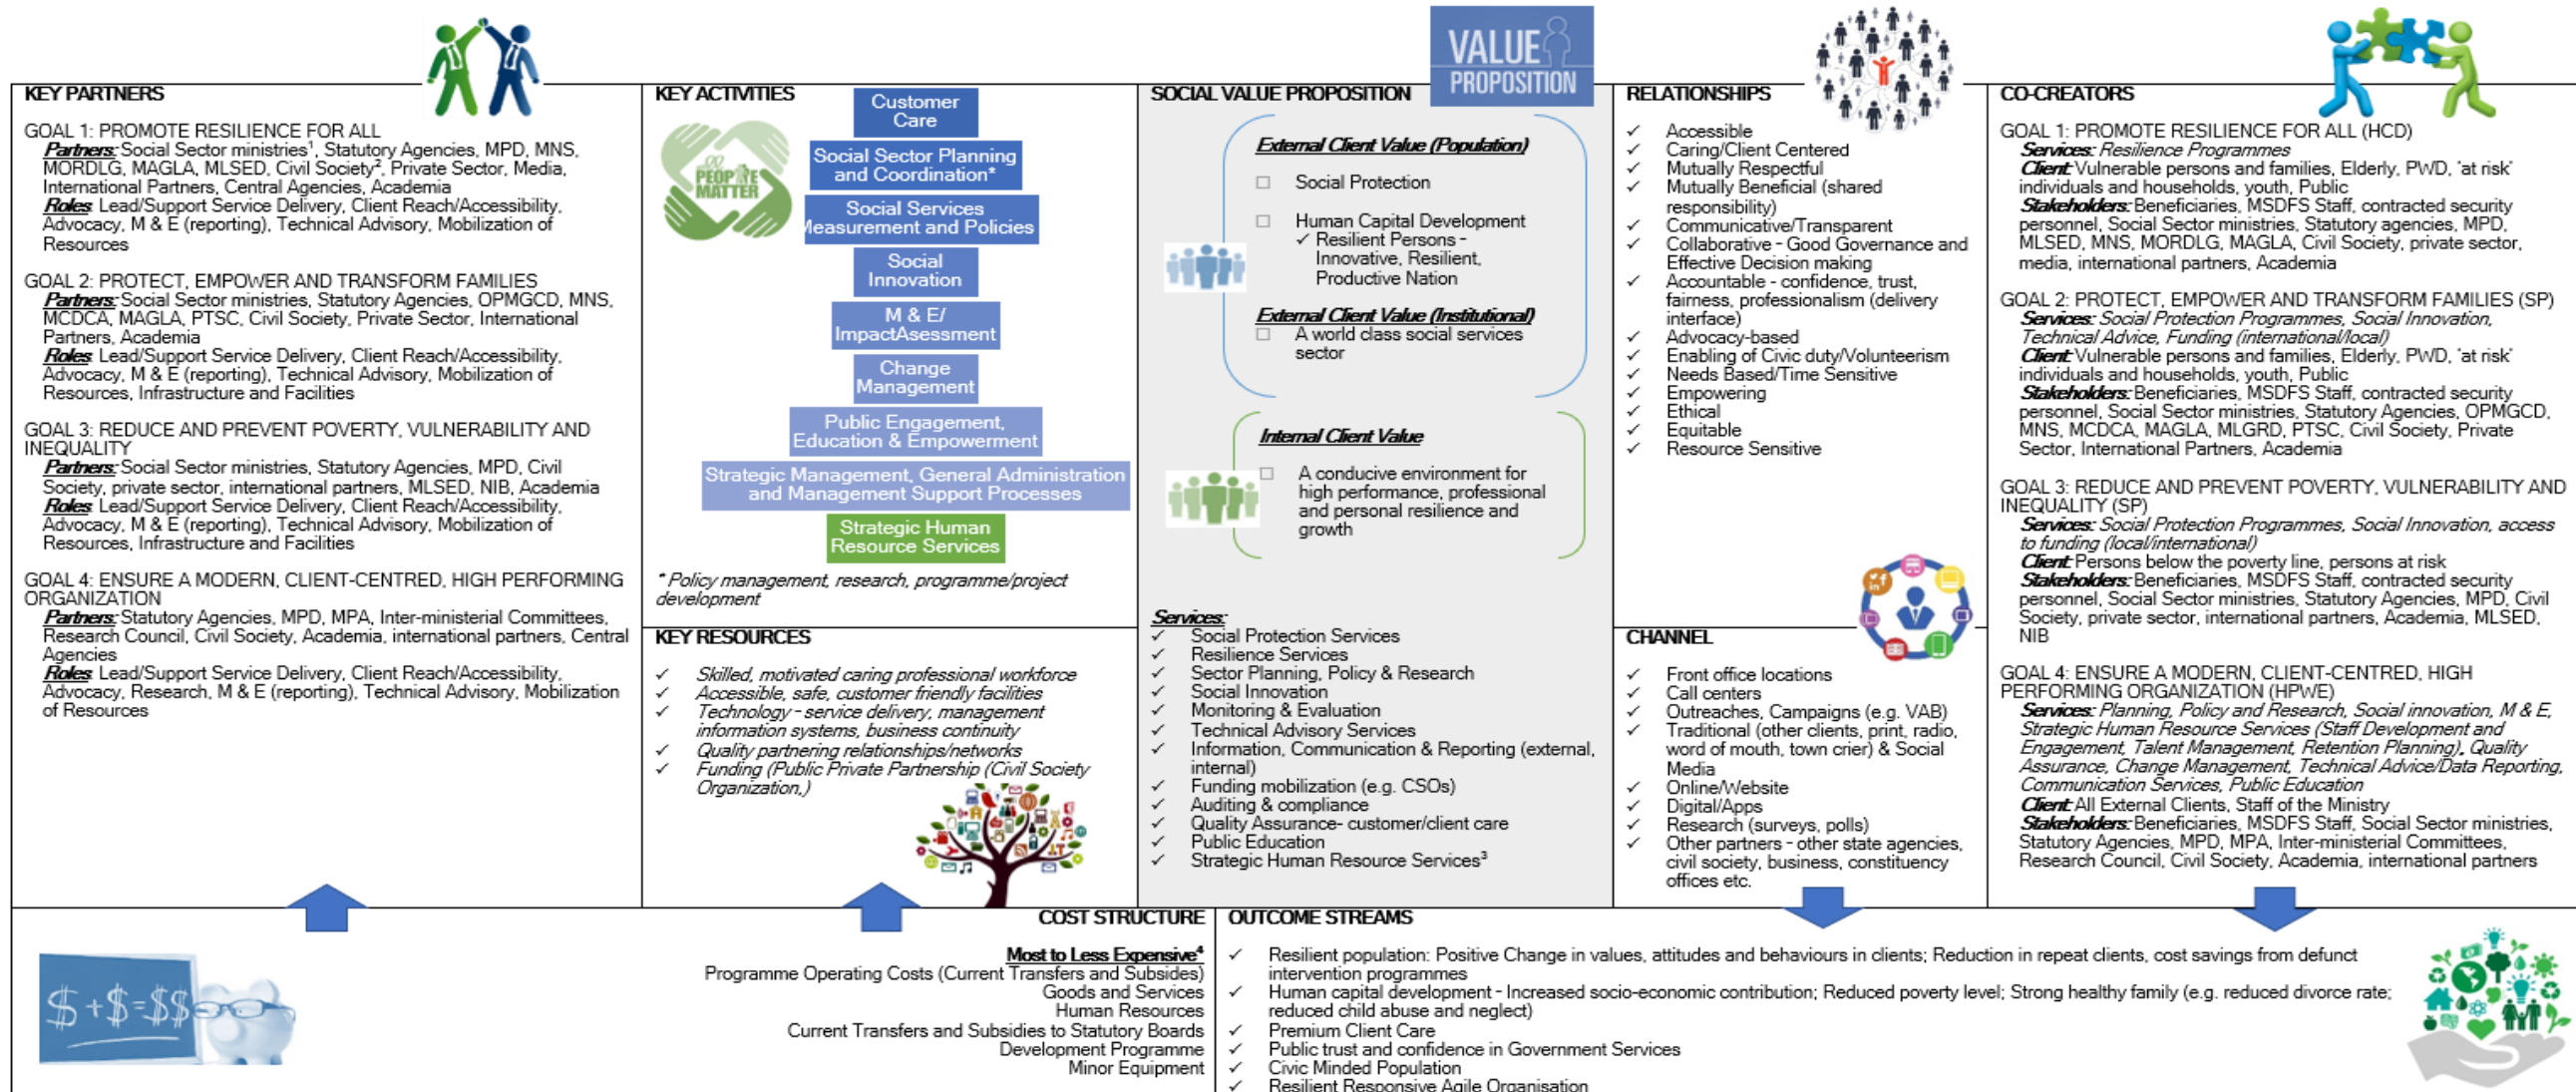 VALUE
PROPOSITION
KEY PARTNERS
GOAL 1: PROMOTE RESILIENCE FOR ALL
Partners: Social Sector ministries¹, Statutory Agencies, MPD, MNS,
MORDLG, MAGLA, MLSED, Civil Society², Private Sector, Media,
International Partners, Central Agencies, Academia
Roles: Lead/Support Service Delivery, Client Reach/Accessibility,
Advocacy, M & E (reporting), Technical Advisory, Mobilization of
Resources
GOAL 2: PROTECT, EMPOWER AND TRANSFORM FAMILIES
Partners: Social Sector ministries, Statutory Agencies, OPMGCD, MNS,
MCDCA, MAGLA, PTSC, Civil Society, Private Sector, International
Partners, Academia
Roles: Lead/Support Service Delivery, Client Reach/Accessibility,
Advocacy, M & E (reporting), Technical Advisory, Mobilization of
Resources, Infrastructure and Facilities
GOAL 3: REDUCE AND PREVENT POVERTY, VULNERABILITY AND
INEQUALITY
Partners: Social Sector ministries, Statutory Agencies, MPD, Civil
Society, private sector, international partners, MLSED, NIB, Academia
Roles: Lead/Support Service Delivery, Client Reach/Accessibility,
Advocacy, M & E (reporting), Technical Advisory, Mobilization of
Resources, Infrastructure and Facilities
GOAL 4: ENSURE A MODERN, CLIENT-CENTRED, HIGH PERFORMING
ORGANIZATION
Partners: Statutory Agencies, MPD, MPA, Inter-ministerial Committees,
Research Council, Civil Society, Academia, international partners, Central
Agencies
Roles: Lead/Support Service Delivery, Client Reach/Accessibility,
Advocacy, Research, M & E (reporting), Technical Advisory, Mobilization
of Resources
KEY ACTIVITIES
PEOPLE
MATTER
Customer
Care
Social Sector Planning
and Coordination*
Social Services
Measurement and Policies
Social
Innovation
M & E/
ImpactAsessment
Change
Management
Public Engagement,
Education & Empowerment
Strategic Management, General Administration
and Management Support Processes
Strategic Human
Resource Services
* Policy management, research, programme/project
development
KEY RESOURCES
✓ Skilled, motivated caring professional workforce
✓ Accessible, safe, customer friendly facilities
✓ Technology - service delivery, management
information systems, business continuity
✓ Quality partnering relationships/networks
✓ Funding (Public Private Partnership (Civil Society
Organization,)
SOCIAL VALUE PROPOSITION
External Client Value (Population)
☐ Social Protection
☐ Human Capital Development
✓ Resilient Persons -
Innovative, Resilient,
Productive Nation
External Client Value (Institutional)
☐ A world class social services
sector
Internal Client Value
☐ A conducive environment for
high performance, professional
and personal resilience and
growth
Services:
✓ Social Protection Services
✓ Resilience Services
✓ Sector Planning, Policy & Research
✓ Social Innovation
✓ Monitoring & Evaluation
✓ Technical Advisory Services
✓ Information, Communication & Reporting (external,
internal)
✓ Funding mobilization (e.g. CSOs)
✓ Auditing & compliance
✓ Quality Assurance- customer/client care
✓ Public Education
✓ Strategic Human Resource Services³
RELATIONSHIPS
✓ Accessible
✓ Caring/Client Centered
✓ Mutually Respectful
✓ Mutually Beneficial (shared
responsibility)
✓ Communicative/Transparent
✓ Collaborative - Good Governance and
Effective Decision making
✓ Accountable - confidence, trust,
fairness, professionalism (delivery
interface)
✓ Advocacy-based
✓ Enabling of Civic duty/Volunteerism
✓ Needs Based/Time Sensitive
✓ Empowering
✓ Ethical
✓ Equitable
✓ Resource Sensitive
CHANNEL
✓ Front office locations
✓ Call centers
✓ Outreaches, Campaigns (e.g. VAB)
✓ Traditional (other clients, print, radio,
word of mouth, town crier) & Social
Media
✓ Online/Website
✓ Digital/Apps
✓ Research (surveys, polls)
✓ Other partners - other state agencies,
civil society, business, constituency
offices etc.
CO-CREATORS
GOAL 1: PROMOTE RESILIENCE FOR ALL (HCD)
Services: Resilience Programmes
Client: Vulnerable persons and families, Elderly, PWD, 'at risk'
individuals and households, youth, Public
Stakeholders: Beneficiaries, MSDFS Staff, contracted security
personnel, Social Sector ministries, Statutory agencies, MPD,
MLSED, MNS, MORDLG, MAGLA, Civil Society, private sector,
media, international partners, Academia
GOAL 2: PROTECT, EMPOWER AND TRANSFORM FAMILIES (SP)
Services: Social Protection Programmes, Social Innovation,
Technical Advice, Funding (international/local)
Client: Vulnerable persons and families, Elderly, PWD, 'at risk'
individuals and households, youth, Public
Stakeholders: Beneficiaries, MSDFS Staff, contracted security
personnel, Social Sector ministries, Statutory Agencies, OPMGCD,
MNS, MCDCA, MAGLA, MLGRD, PTSC, Civil Society, Private
Sector, International Partners, Academia
GOAL 3: REDUCE AND PREVENT POVERTY, VULNERABILITY AND
INEQUALITY (SP)
Services: Social Protection Programmes, Social Innovation, access
to funding (local/international)
Client: Persons below the poverty line, persons at risk
Stakeholders: Beneficiaries, MSDFS Staff, contracted security
personnel, Social Sector ministries, Statutory Agencies, MPD, Civil
Society, private sector, international partners, Academia, MLSED,
NIB
GOAL 4: ENSURE A MODERN, CLIENT-CENTRED, HIGH
PERFORMING ORGANIZATION (HPWE)
Services: Planning, Policy and Research, Social innovation, M & E,
Strategic Human Resource Services (Staff Development and
Engagement, Talent Management, Retention Planning), Quality
Assurance, Change Management, Technical Advice/Data Reporting,
Communication Services, Public Education
Client: All External Clients, Staff of the Ministry
Stakeholders: Beneficiaries, MSDFS Staff, Social Sector ministries,
Statutory Agencies, MPD, MPA, Inter-ministerial Committees,
Research Council, Civil Society, Academia, international partners
$+$=$$
COST STRUCTURE
Most to Less Expensive⁴
Programme Operating Costs (Current Transfers and Subsides)
Goods and Services
Human Resources
Current Transfers and Subsidies to Statutory Boards
Development Programme
Minor Equipment
OUTCOME STREAMS
✓ Resilient population: Positive Change in values, attitudes and behaviours in clients; Reduction in repeat clients, cost savings from defunct
intervention programmes
✓ Human capital development - Increased socio-economic contribution; Reduced poverty level; Strong healthy family (e.g. reduced divorce rate;
reduced child abuse and neglect)
✓ Premium Client Care
✓ Public trust and confidence in Government Services
✓ Civic Minded Population
✓ Resilient Responsive Agile Organisation